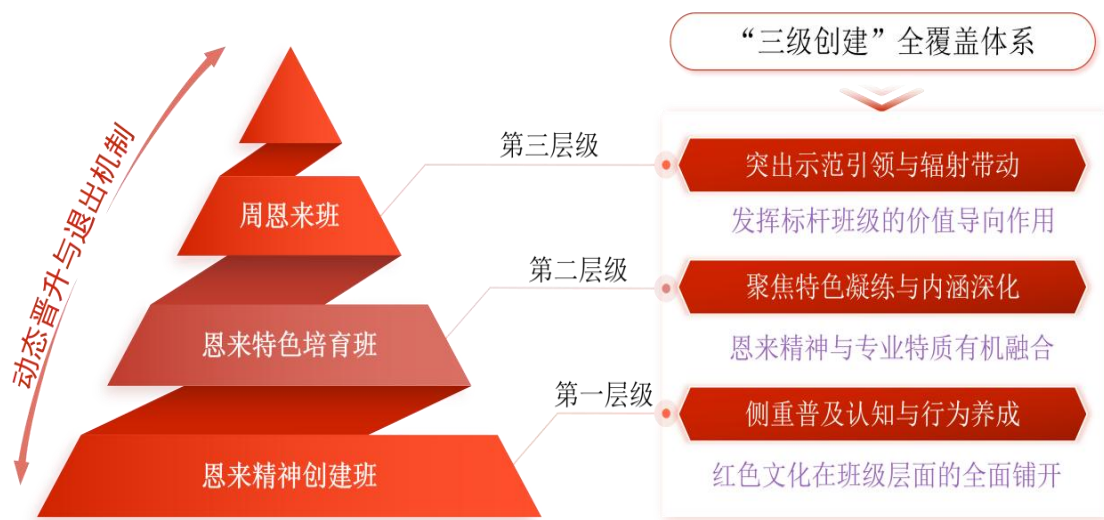 “三级创建”全覆盖体系
动态晋升与退出机制
第三层级
突出示范引领与辐射带动
发挥标杆班级的价值导向作用
周恩来班
第二层级
聚焦特色凝练与内涵深化
恩来精神与专业特质有机融合
恩来特色培育班
第一层级
侧重普及认知与行为养成
红色文化在班级层面的全面铺开
恩来精神创建班